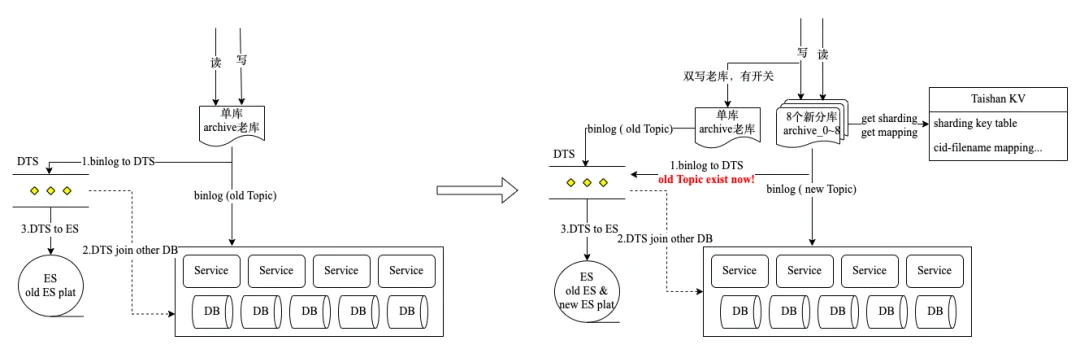 读
写
单库
archive老库
DTS
1.binlog to DTS
binlog (old Topic)
3.DTS to ES
2.DTS join other DB
ES
old ES plat
Service
Service
Service
Service
DB
DB
DB
DB
DB
写
读
双写老库，有开关
单库
archive老库
8个新分库
archive_0~8
get sharding
get mapping
Taishan KV
sharding key table
cid-filename mapping...
binlog ( old Topic)
DTS
1.binlog to DTS
old Topic exist now!
binlog ( new Topic)
3.DTS to ES
2.DTS join other DB
ES
old ES &
new ES plat
Service
Service
Service
Service
DB
DB
DB
DB
DB